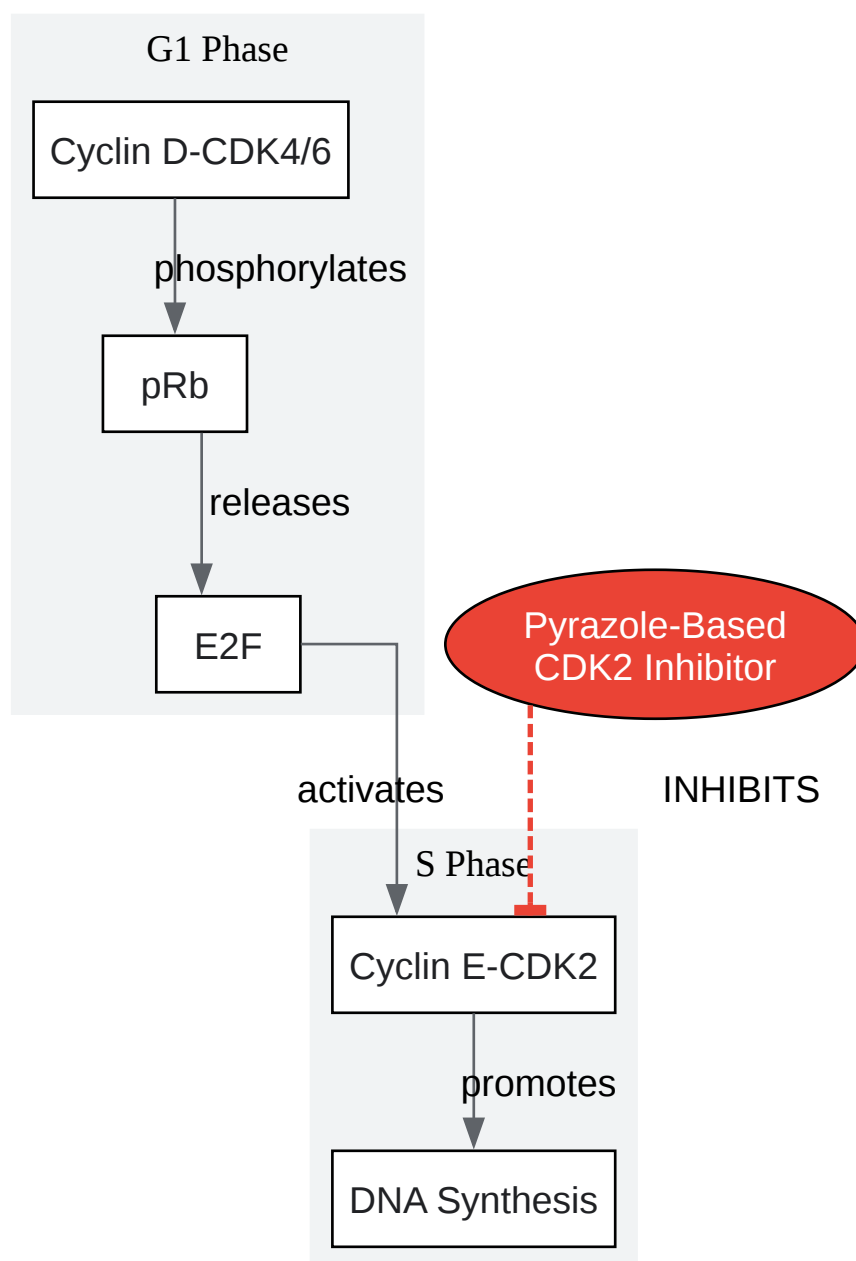 G1 Phase
Cyclin D-CDK4/6
phosphorylates
pRb
releases
E2F
Pyrazole-Based
CDK2 Inhibitor
activates
INHIBITS
S Phase
Cyclin E-CDK2
promotes
DNA Synthesis